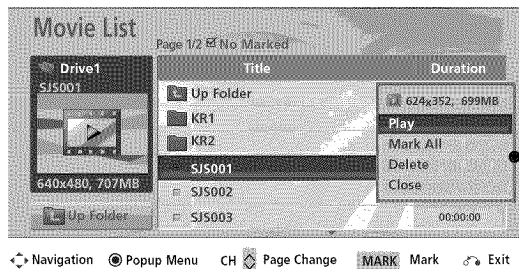 Movie List
Page 1/2 No Marked
Drive1
Title
Duration
SJS001
640x480, 707MB
Up Folder
Up Folder
KR1
KR2
SJS001
SJS002
SJS003
00:00:00
624x352, 699MB
Play
Mark All
Delete
Close
Navigation
Popup Menu
CH
Page Change
MARK Mark
Exit